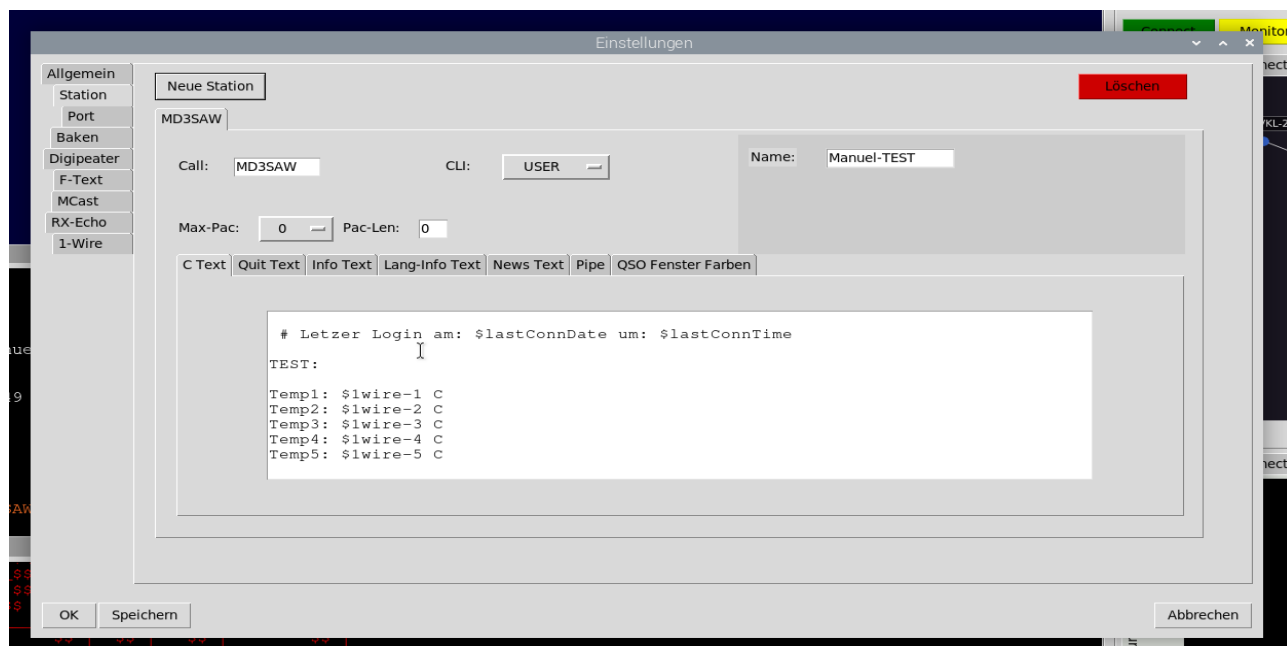 Connect Monitor
Einstellungen
Allgemein
Station
Port
Baken
Digipeater
F-Text
MCast
RX-Echo
1-Wire
Neue Station
Löschen
MD3SAW
Call: MD3SAW CLI: USER Name: Manuel-TEST
Max-Pac: 0 Pac-Len: 0
C Text Quit Text Info Text Lang-Info Text News Text Pipe QSO Fenster Farben
# Letzer Login am: $lastConnDate um: $lastConnTime
TEST:
Temp1: $1wire-1 C
Temp2: $1wire-2 C
Temp3: $1wire-3 C
Temp4: $1wire-4 C
Temp5: $1wire-5 C
OK Speichern Abbrechen